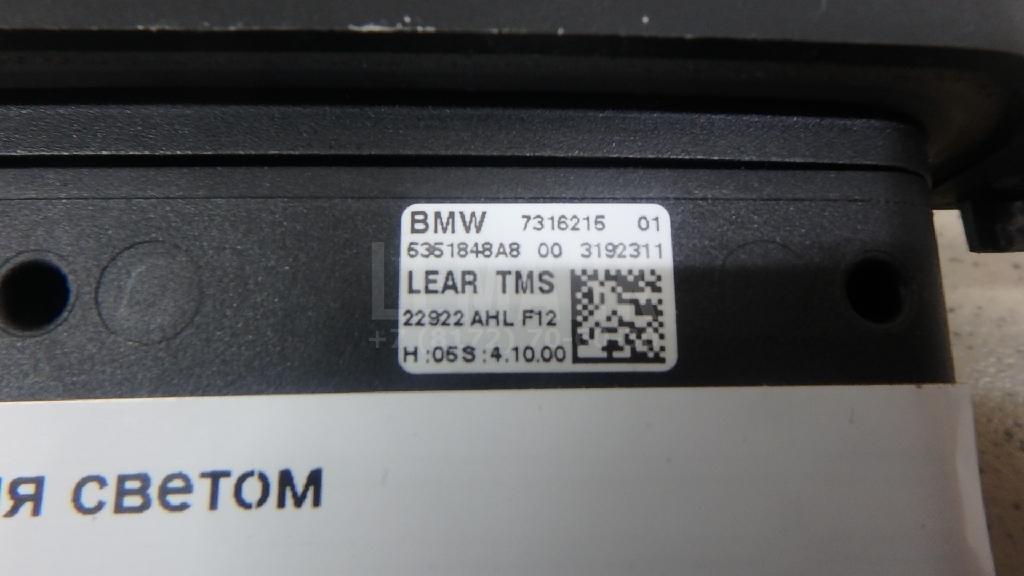 BMW 7316215 01
6351848A8 00 3192311
LEAR TMS
22922 AHL F12
H:05 S:4.10.00
светом